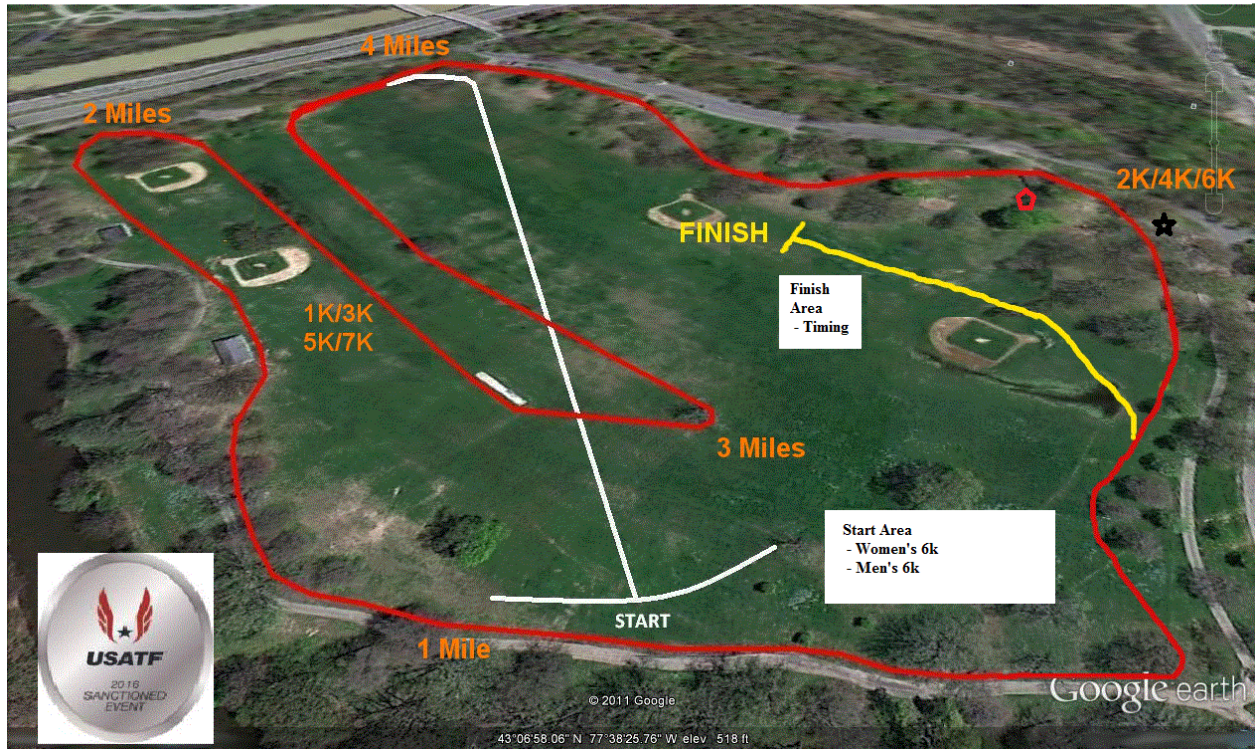 4 Miles
2 Miles
2K/4K/6K
FINISH
Finish
Area
- Timing
1K/3K
5K/7K
3 Miles
Start Area
- Women's 6k
- Men's 6k
START
1 Mile
USATF
2016
SANCTIONED
EVENT
© 2011 Google
Google earth
43°06'58.06" N 77°38'25.76" W elev 518 ft